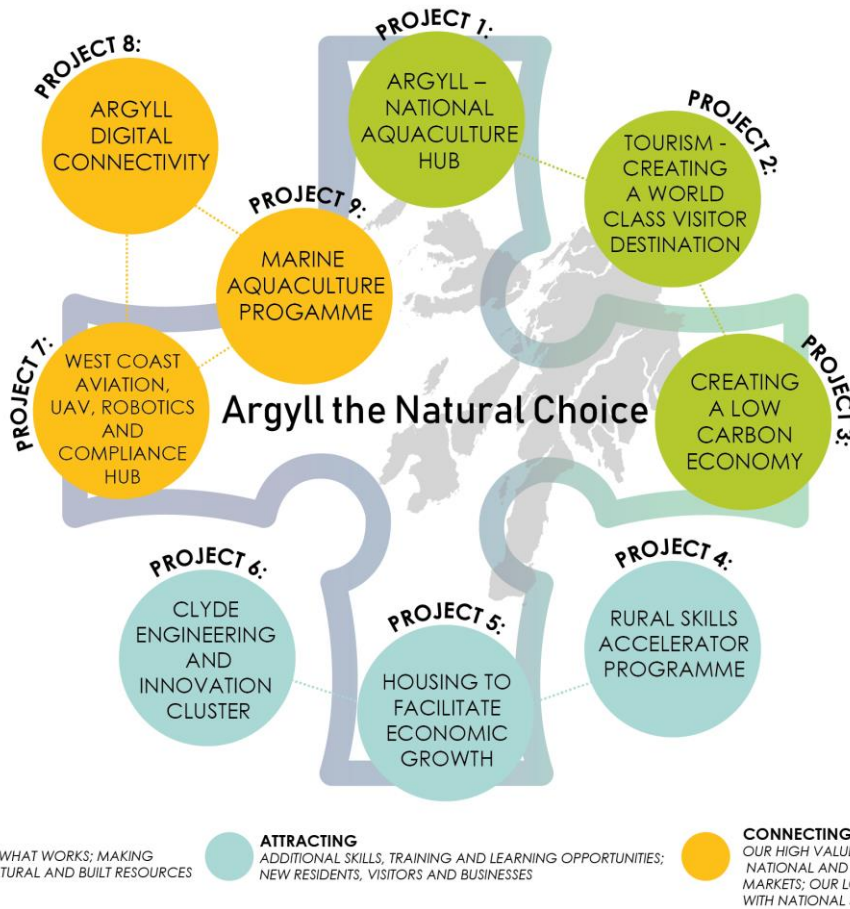 PROJECT 1:
ARGYLL –
NATIONAL
AQUACULTURE
HUB
PROJECT 2:
TOURISM -
CREATING
A WORLD
CLASS VISITOR
DESTINATION
PROJECT 3:
CREATING
A LOW
CARBON
ECONOMY
PROJECT 4:
RURAL SKILLS
ACCELERATOR
PROGRAMME
PROJECT 5:
HOUSING TO
FACILITATE
ECONOMIC
GROWTH
PROJECT 6:
CLYDE
ENGINEERING
AND
INNOVATION
CLUSTER
PROJECT 7:
WEST COAST
AVIATION,
UAV, ROBOTICS
AND
COMPLIANCE
HUB
PROJECT 8:
ARGYLL
DIGITAL
CONNECTIVITY
PROJECT 9:
MARINE
AQUACULTURE
PROGAMME
Argyll the Natural Choice
WHAT WORKS; MAKING
TURAL AND BUILT RESOURCES
ATTRACTING
ADDITIONAL SKILLS, TRAINING AND LEARNING OPPORTUNITIES;
NEW RESIDENTS, VISITORS AND BUSINESSES
CONNECTING
OUR HIGH VALU
NATIONAL AND
MARKETS; OUR LO
WITH NATIONAL